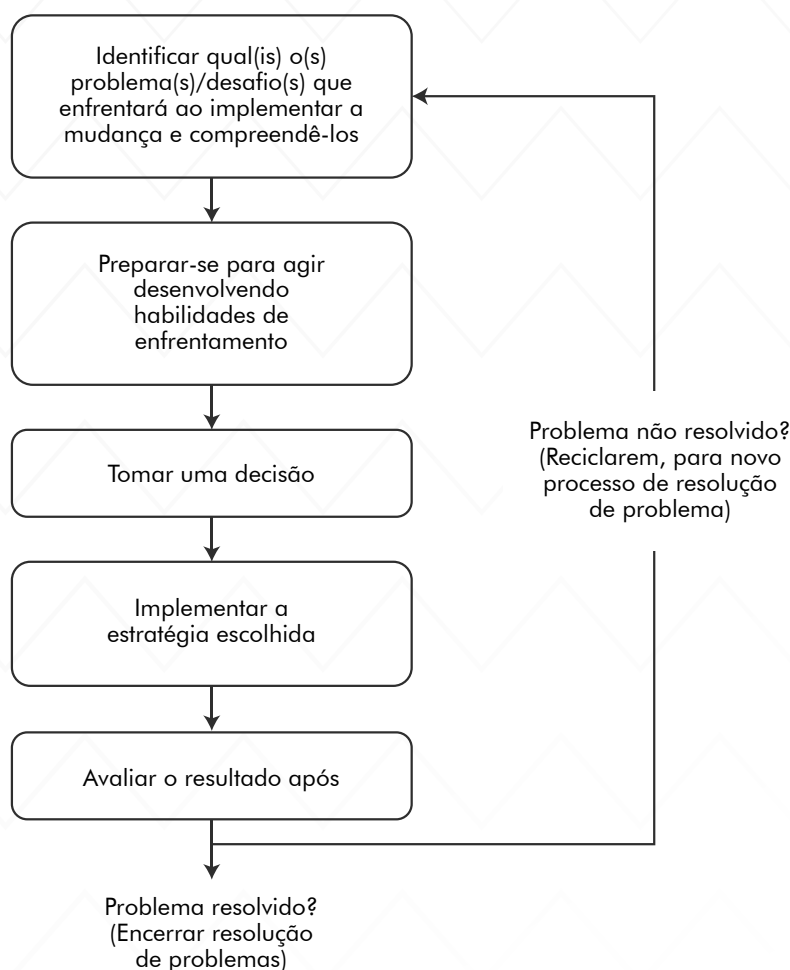 Identificar qual(is) o(s)
problema(s)/desafio(s) que
enfrentará ao implementar a
mudança e compreendê-los
Preparar-se para agir
desenvolvendo
habilidades de
enfrentamento
Tomar uma decisão
Implementar a
estratégia escolhida
Avaliar o resultado após
Problema não resolvido?
(Reciclarem, para novo
processo de resolução
de problema)
Problema resolvido?
(Encerrar resolução
de problemas)